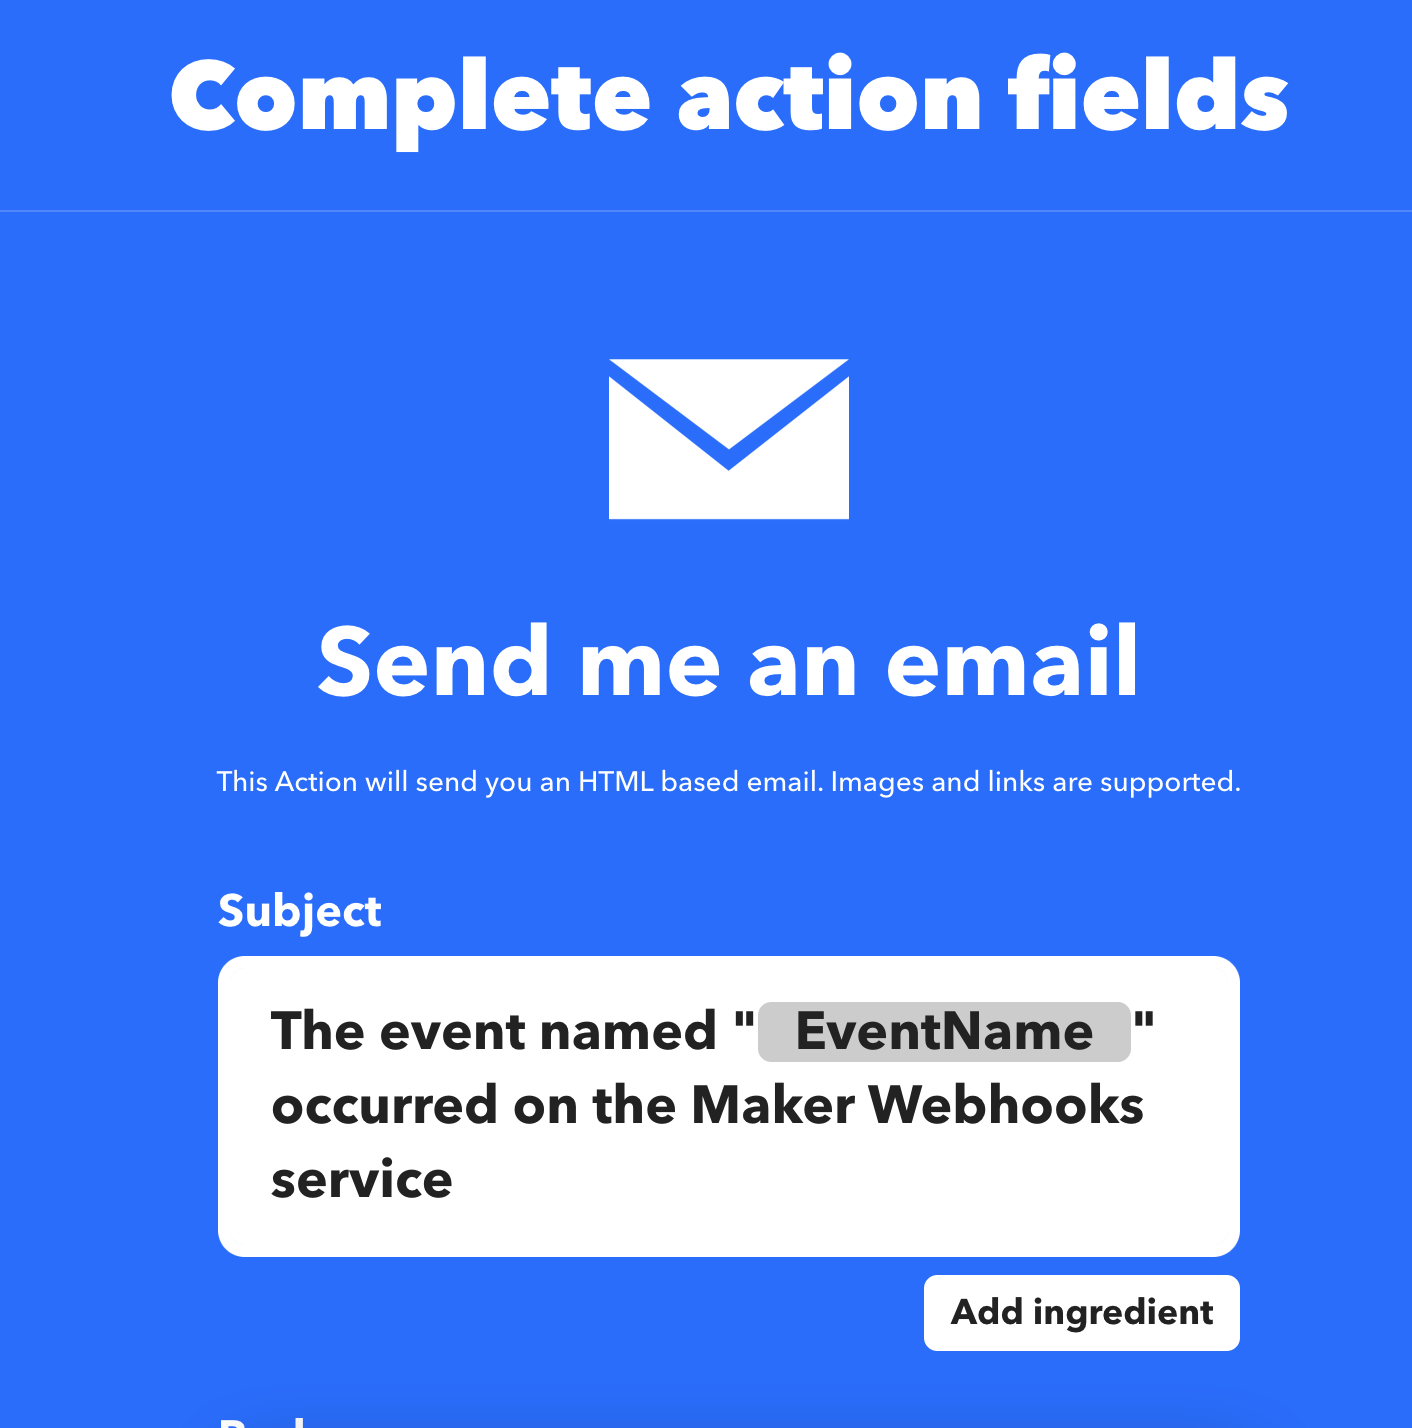 Complete action fields
Send me an email
This Action will send you an HTML based email. Images and links are supported.
Subject
The event named " EventName "
occurred on the Maker Webhooks
service
Add ingredient